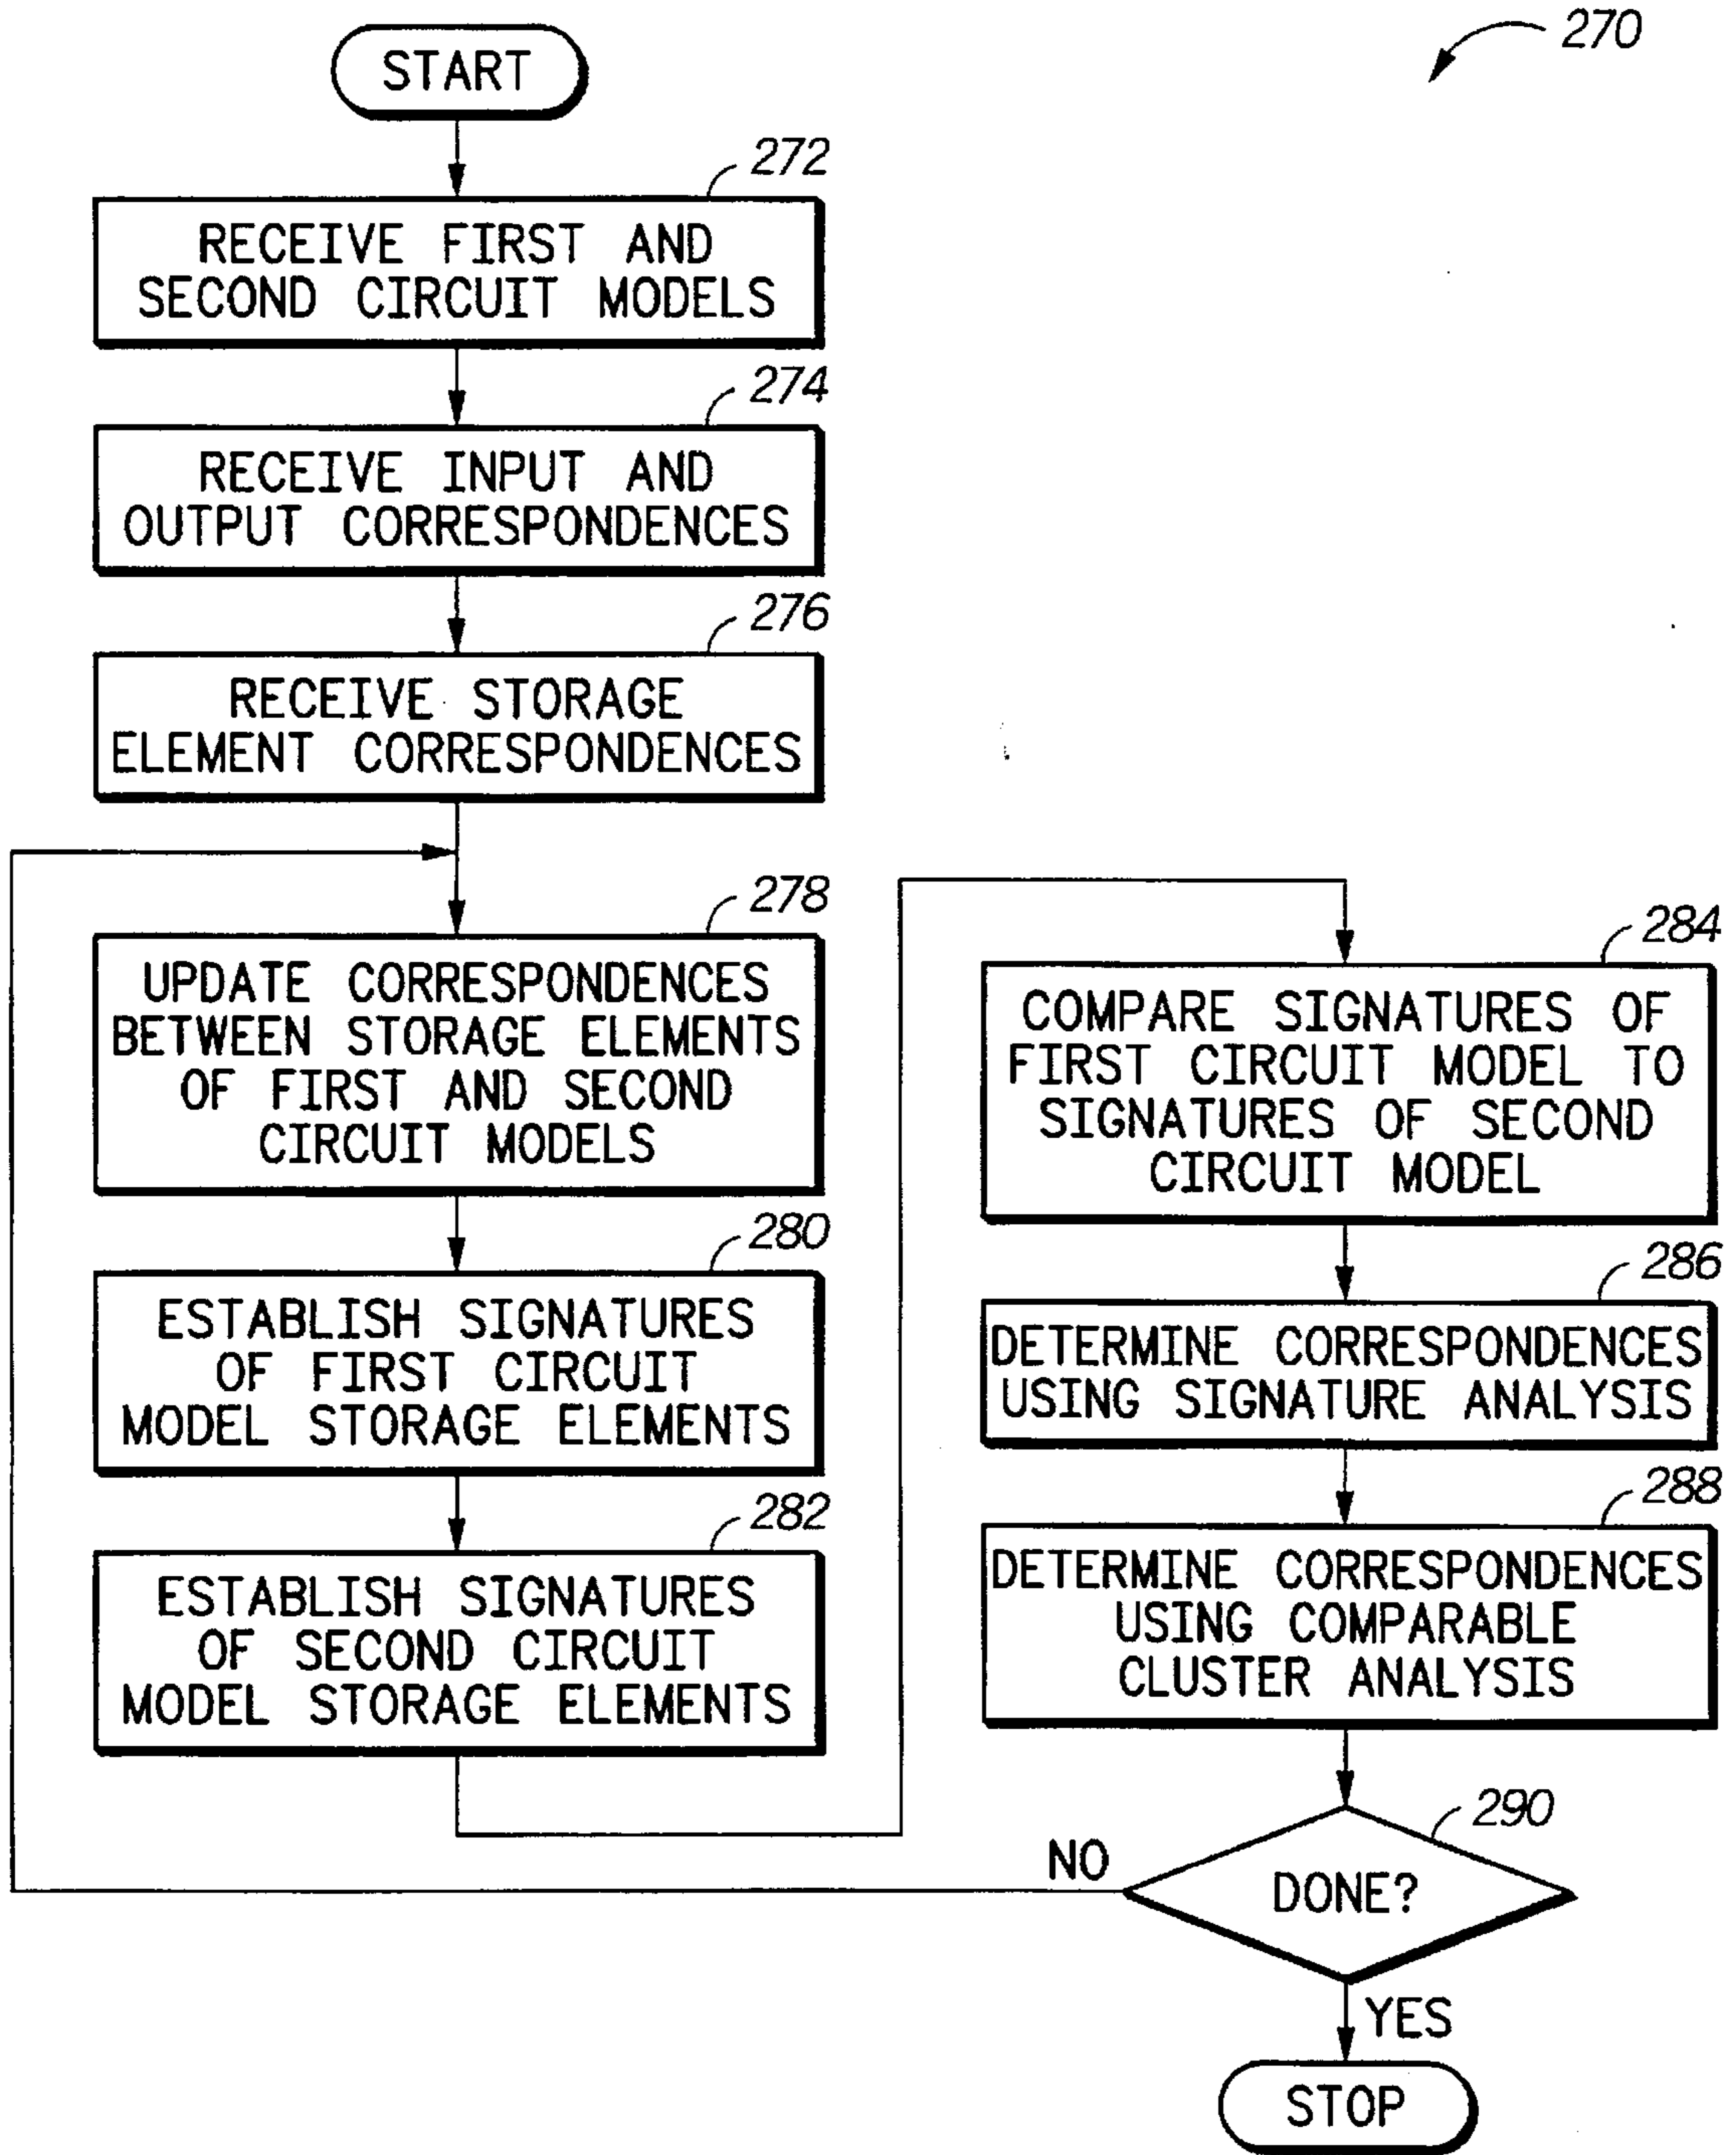 270
START
272
RECEIVE FIRST AND
SECOND CIRCUIT MODELS
274
RECEIVE INPUT AND
OUTPUT CORRESPONDENCES
276
RECEIVE STORAGE
ELEMENT CORRESPONDENCES
278
UPDATE CORRESPONDENCES
BETWEEN STORAGE ELEMENTS
OF FIRST AND SECOND
CIRCUIT MODELS
280
ESTABLISH SIGNATURES
OF FIRST CIRCUIT
MODEL STORAGE ELEMENTS
282
ESTABLISH SIGNATURES
OF SECOND CIRCUIT
MODEL STORAGE ELEMENTS
284
COMPARE SIGNATURES OF
FIRST CIRCUIT MODEL TO
SIGNATURES OF SECOND
CIRCUIT MODEL
286
DETERMINE CORRESPONDENCES
USING SIGNATURE ANALYSIS
288
DETERMINE CORRESPONDENCES
USING COMPARABLE
CLUSTER ANALYSIS
290
NO
DONE?
YES
STOP